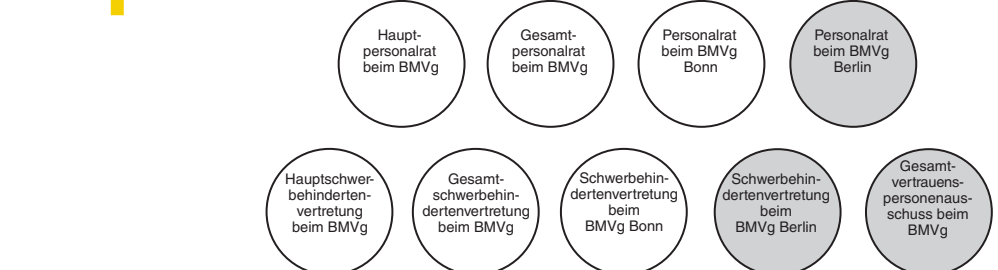 Haupt-
personalrat
beim BMVg
Gesamt-
personalrat
beim BMVg
Personalrat
beim BMVg
Bonn
Personalrat
beim BMVg
Berlin
Hauptschwer-
behinderten-
vertretung
beim BMVg
Gesamt-
schwerbehin-
dertenvertretung
beim BMVg
Schwerbehin-
dertenvertretung
beim
BMVg Bonn
Schwerbehin-
dertenvertretung
beim
BMVg Berlin
Gesamt-
vertrauens-
personenaus-
schuss beim
BMVg